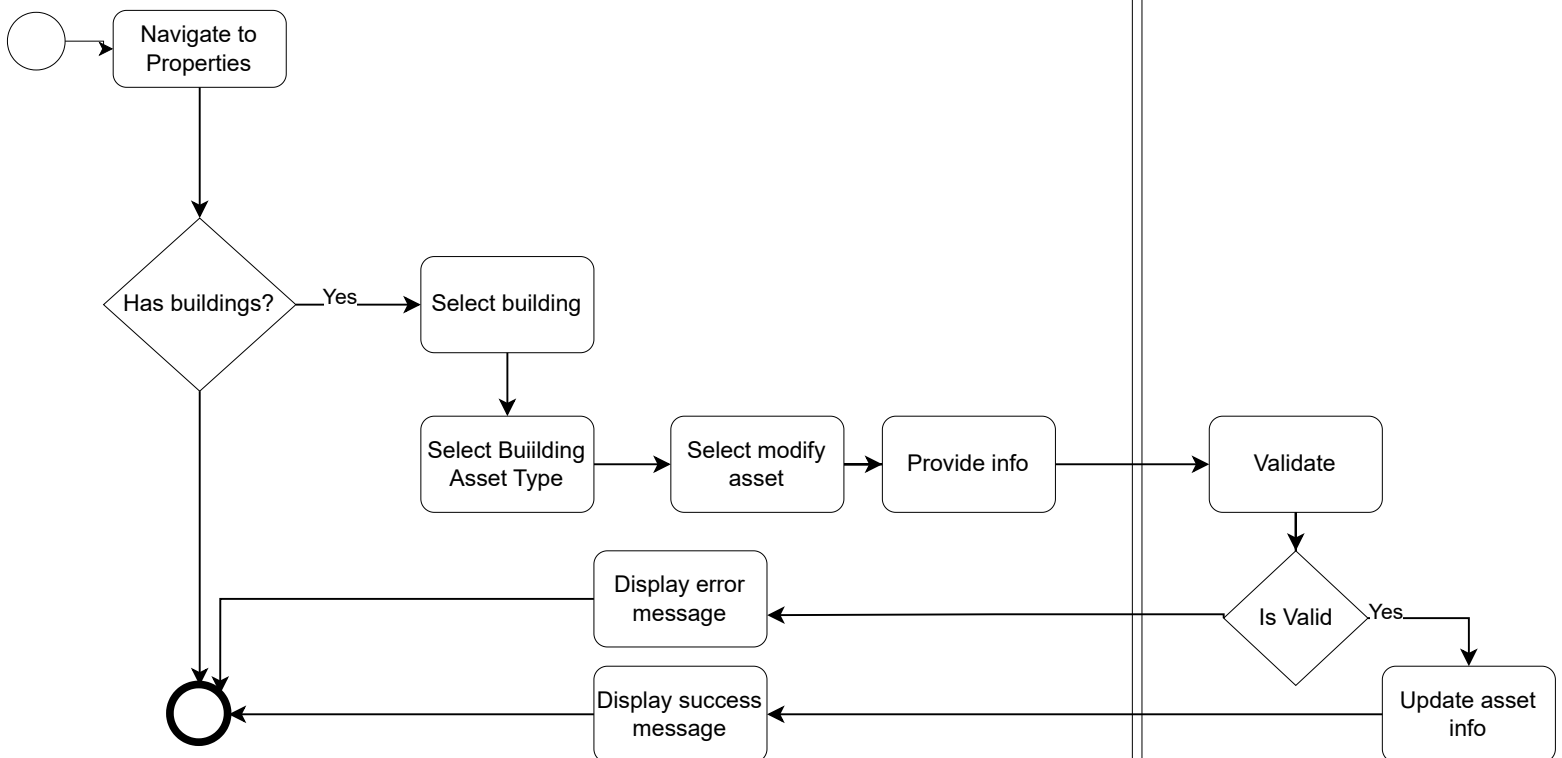 Navigate to
Properties
Has buildings?
Yes
Select building
Select Buiilding
Asset Type
Select modify
asset
Provide info
Validate
Display error
message
Is Valid
Yes
Display success
message
Update asset
info